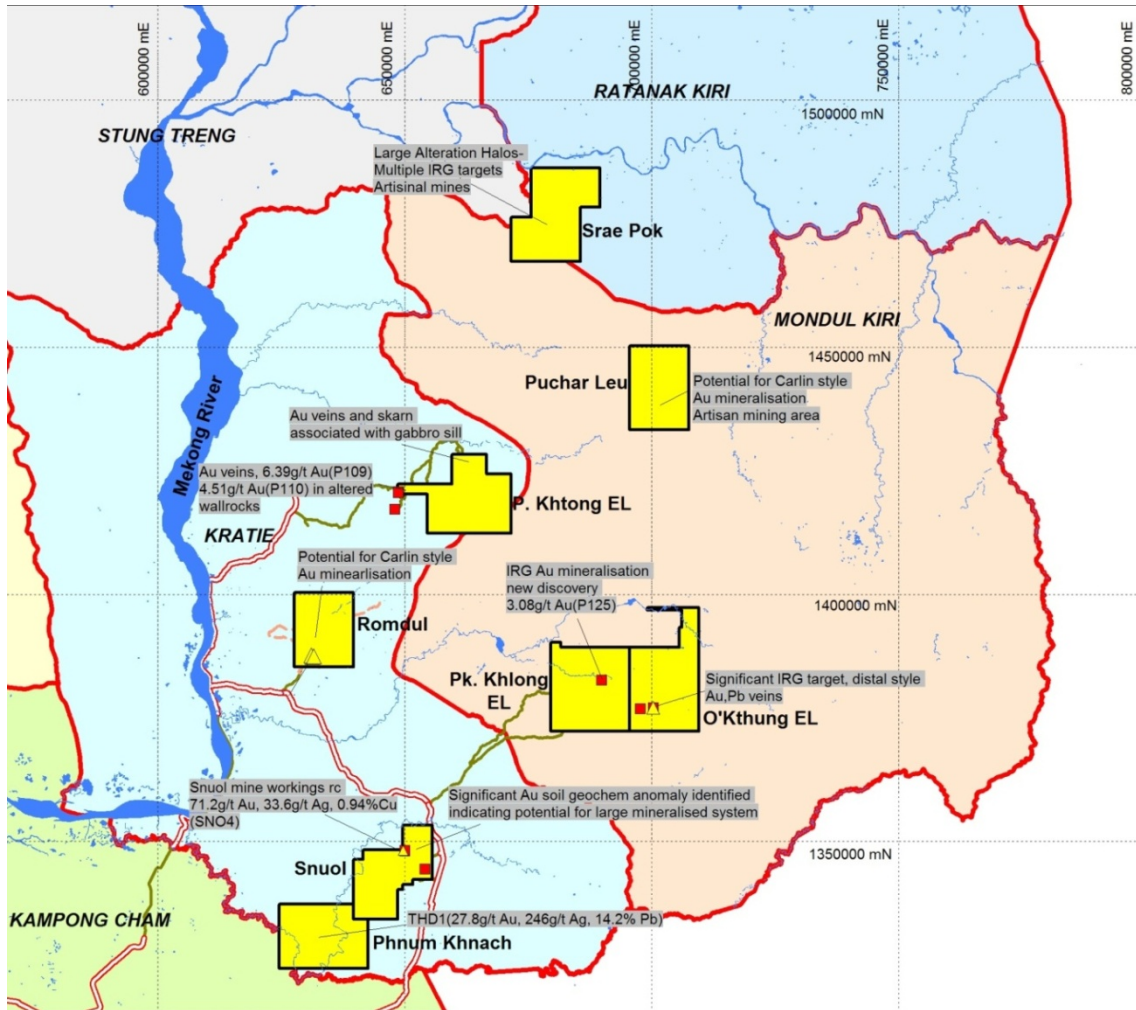 600000 mE
650000 mE
00000 mE
750000 mE
800000 mE
RATANAK KIRI
1500000 mN
STUNG TRENG
Large Alteration Halos-
Multiple IRG targets
Artisinal mines
Srae Pok
MONDUL KIRI
1450000 mN
Puchar Leu
Potential for Carlin style
Au mineralisation
Artisan mining area
Mekong River
Au veins and skarn
associated with gabbro sill
Au veins, 6.39g/t Au(P109)
4.51g/t Au(P110) in altered
wallrocks
P. Khtong EL
KRATIE
Potential for Carlin style
Au minearlisation
IRG Au mineralisation
new discovery
3.08g/t Au(P125)
1400000 mN
Romdul
Pk. Khlong
EL
Significant IRG target, distal style
Au,Pb veins
O'Kthung EL
Snuol mine workings rc
71.2g/t Au, 33.6g/t Ag, 0.94%Cu
(SNO4)
Significant Au soil geochem anomaly identified
indicating potential for large mineralised system
1350000 mN
Snuol
KAMPONG CHAM
THD1(27.8g/t Au, 246g/t Ag, 14.2% Pb)
Phnum Khnach